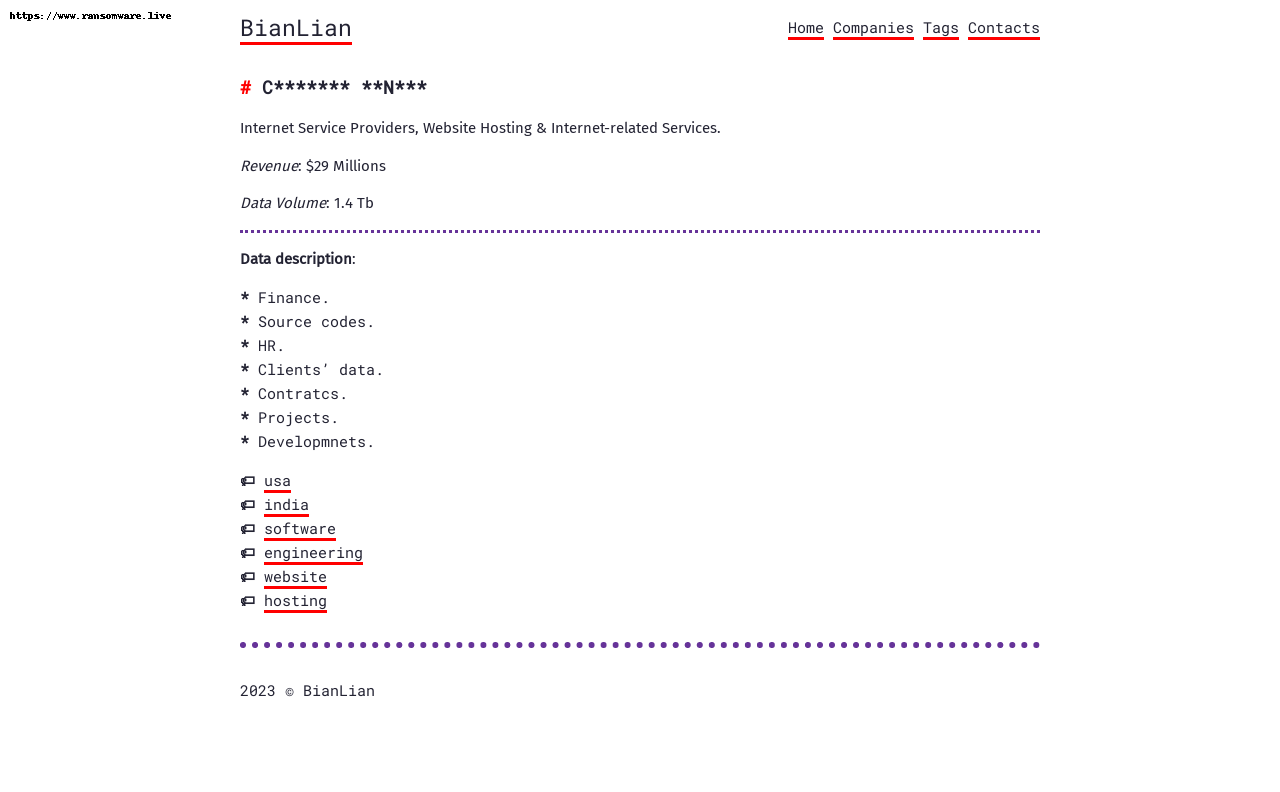 https://www.ransomware.live
BianLian
Home Companies Tags Contacts
# C******* **N***
Internet Service Providers, Website Hosting & Internet-related Services.
Revenue: $29 Millions
Data Volume: 1.4 Tb
Data description:
* Finance.
* Source codes.
* HR.
* Clients’ data.
* Contratcs.
* Projects.
* Developmnets.
usa
india
software
engineering
website
hosting
2023 © BianLian